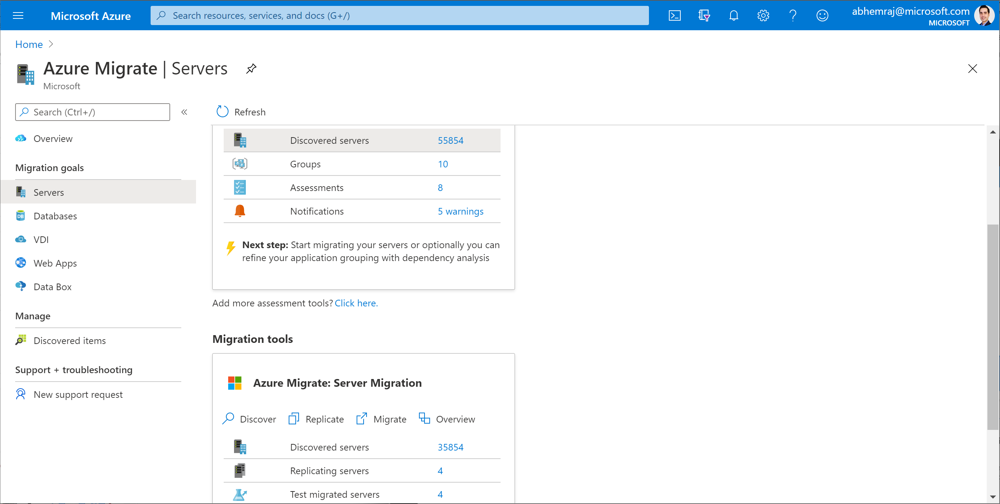 Microsoft Azure
Search resources, services, and docs (G+/)
abhemraj@microsoft.com
MICROSOFT
Home
Azure Migrate | Servers
Microsoft
Search (Ctrl+/)
«
Refresh
Overview
Migration goals
Servers
Databases
VDI
Web Apps
Data Box
Manage
Discovered items
Support + troubleshooting
New support request
Discovered servers 55854
Groups 10
Assessments 8
Notifications 5 warnings
Next step: Start migrating your servers or optionally you can
refine your application grouping with dependency analysis
Add more assessment tools? Click here.
Migration tools
Azure Migrate: Server Migration
Discover Replicate Migrate Overview
Discovered servers 35854
Replicating servers 4
Test migrated servers 4